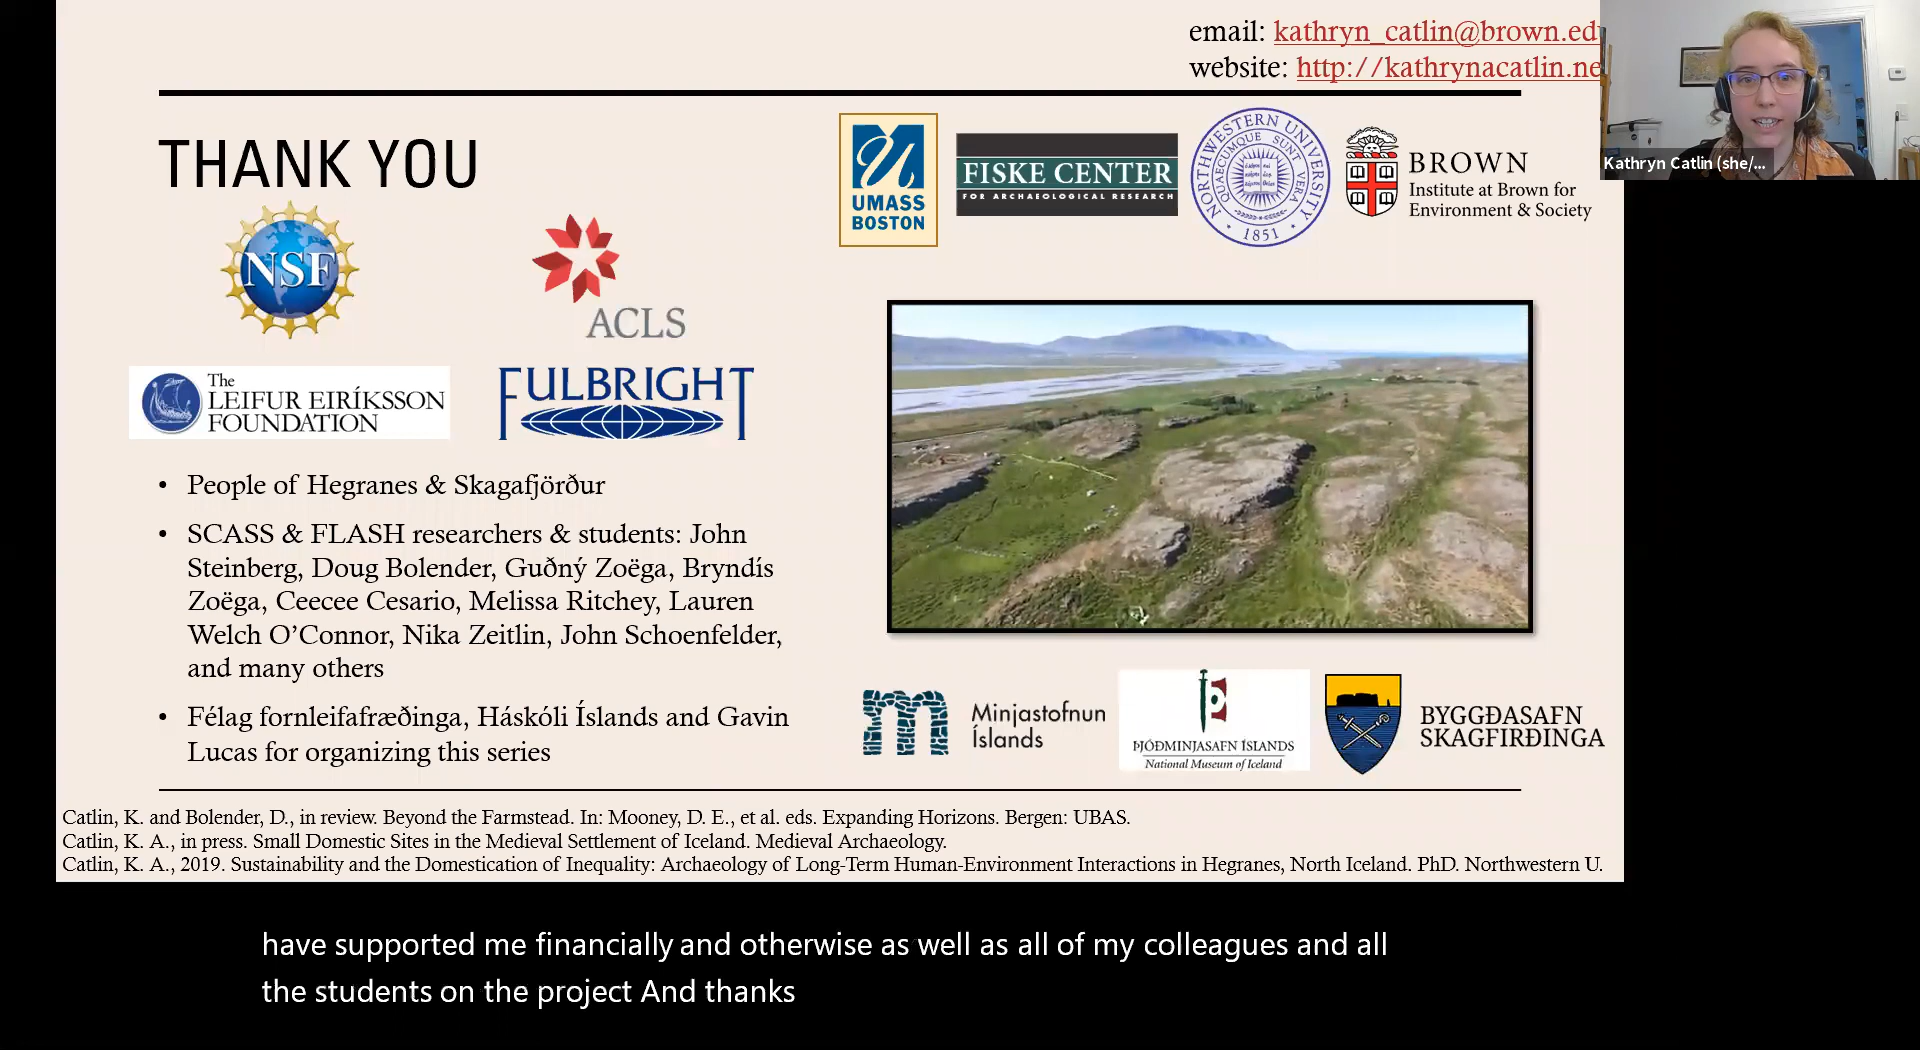 email: kathryn_catlin@brown.ed
website: http://kathrynacatlin.ne
Kathryn Catlin (she/...
THANK YOU
UMASS
BOSTON
FISKE CENTER
FOR ARCHAEOLOGICAL RESEARCH
NORTHWESTERN UNIVERSITY
QUAECUMQUE SUNT VERA
1851
BROWN
Institute at Brown for
Environment & Society
NSF
ACLS
The
LEIFUR EIRÍKSSON
FOUNDATION
FULBRIGHT
• People of Hegranes & Skagafjörður
• SCASS & FLASH researchers & students: John
Steinberg, Doug Bolender, Guðný Zoëga, Bryndís
Zoëga, Ceecee Cesario, Melissa Ritchey, Lauren
Welch O’Connor, Nika Zeitlin, John Schoenfelder,
and many others
• Félag fornleifafræðinga, Háskóli Íslands and Gavin
Lucas for organizing this series
Minjastofnun
Íslands
ÞJÓÐMINJASAFN ÍSLANDS
National Museum of Iceland
BYGGÐASAFN
SKAGFIRÐINGA
Catlin, K. and Bolender, D., in review. Beyond the Farmstead. In: Mooney, D. E., et al. eds. Expanding Horizons. Bergen: UBAS.
Catlin, K. A., in press. Small Domestic Sites in the Medieval Settlement of Iceland. Medieval Archaeology.
Catlin, K. A., 2019. Sustainability and the Domestication of Inequality: Archaeology of Long-Term Human-Environment Interactions in Hegranes, North Iceland. PhD. Northwestern U.
have supported me financially and otherwise as well as all of my colleagues and all
the students on the project And thanks